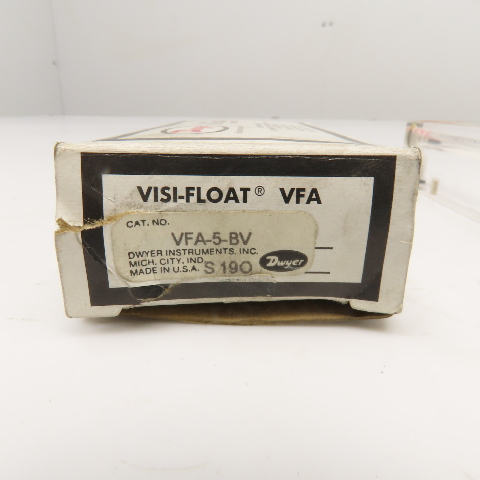 VISI-FLOAT® VFA
CAT. NO.
VFA-5-BV
DWYER INSTRUMENTS, INC.
MICH. CITY, IND.
MADE IN U.S.A. S 190
Dwyer